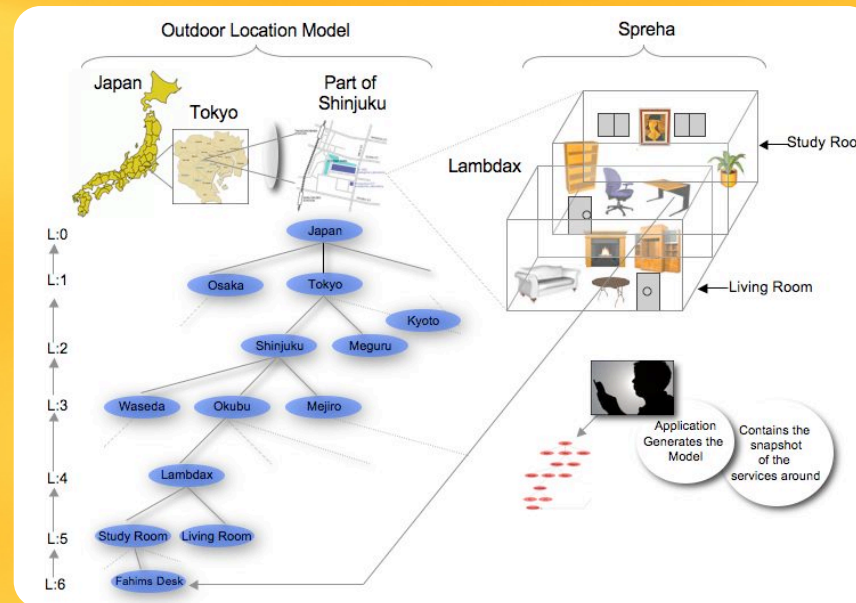 Outdoor Location Model
Spreha
Japan
Tokyo
Part of
Shinjuku
Lambdax
Study Roo
Living Room
L:0
Japan
L:1
Osaka
Tokyo
Kyoto
L:2
Shinjuku
Meguru
L:3
Waseda
Okubu
Mejiro
L:4
Lambdax
L:5
Study Room
Living Room
L:6
Fahims Desk
Application
Generates the
Model
Contains the
snapshot
of the
services around